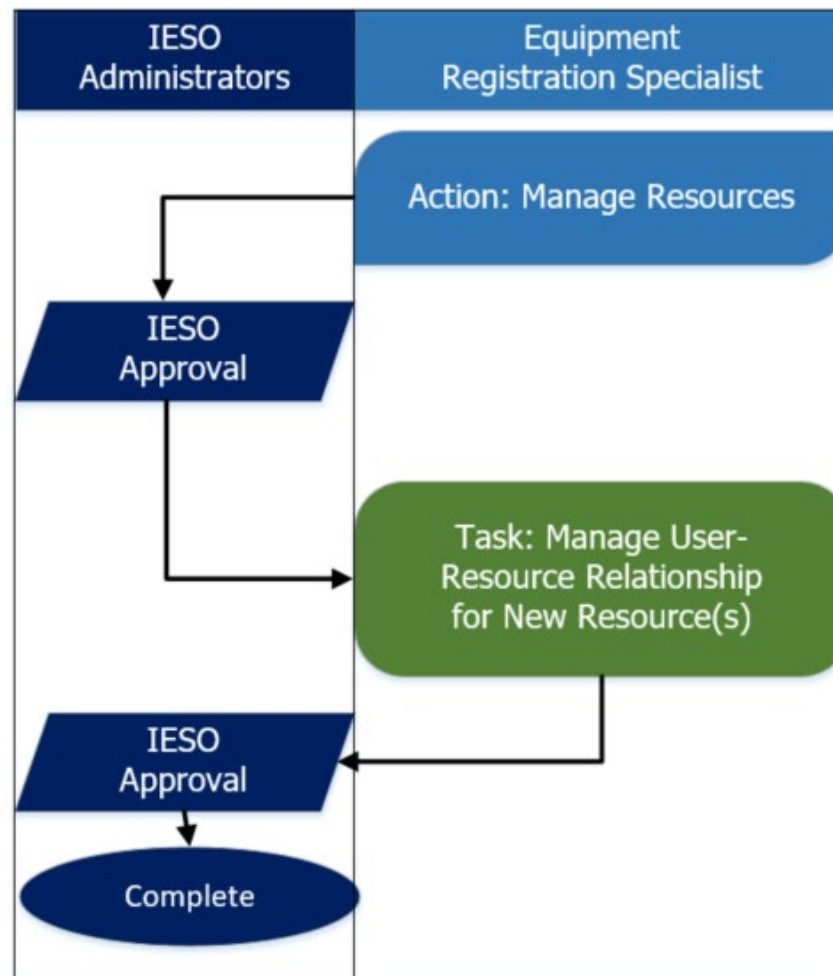 IESO
Administrators
Equipment
Registration Specialist
Action: Manage Resources
IESO
Approval
Task: Manage User-
Resource Relationship
for New Resource(s)
IESO
Approval
Complete